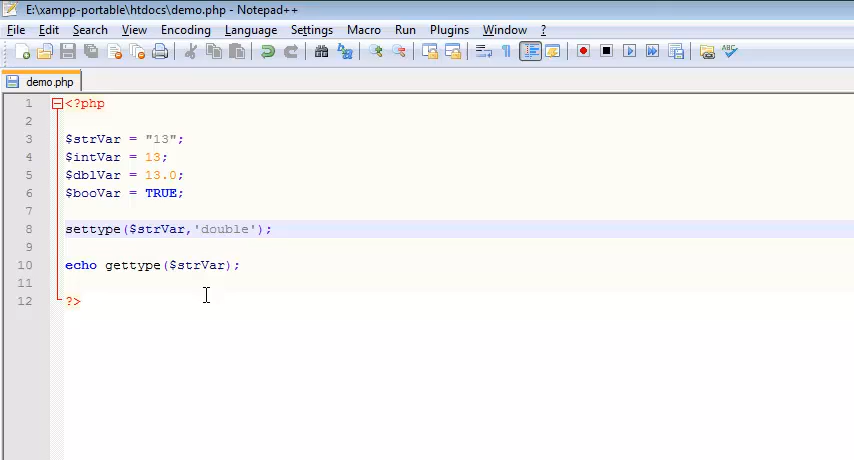 E:\xampp-portable\htdocs\demo.php - Notepad++
File Edit Search View Encoding Language Settings Macro Run Plugins Window ?
ABC
demo.php
1 <?php
2
3 $strVar = "13";
4 $intVar = 13;
5 $dblVar = 13.0;
6 $booVar = TRUE;
7
8 settype($strVar,'double');
9
10 echo gettype($strVar);
11
12 ?>